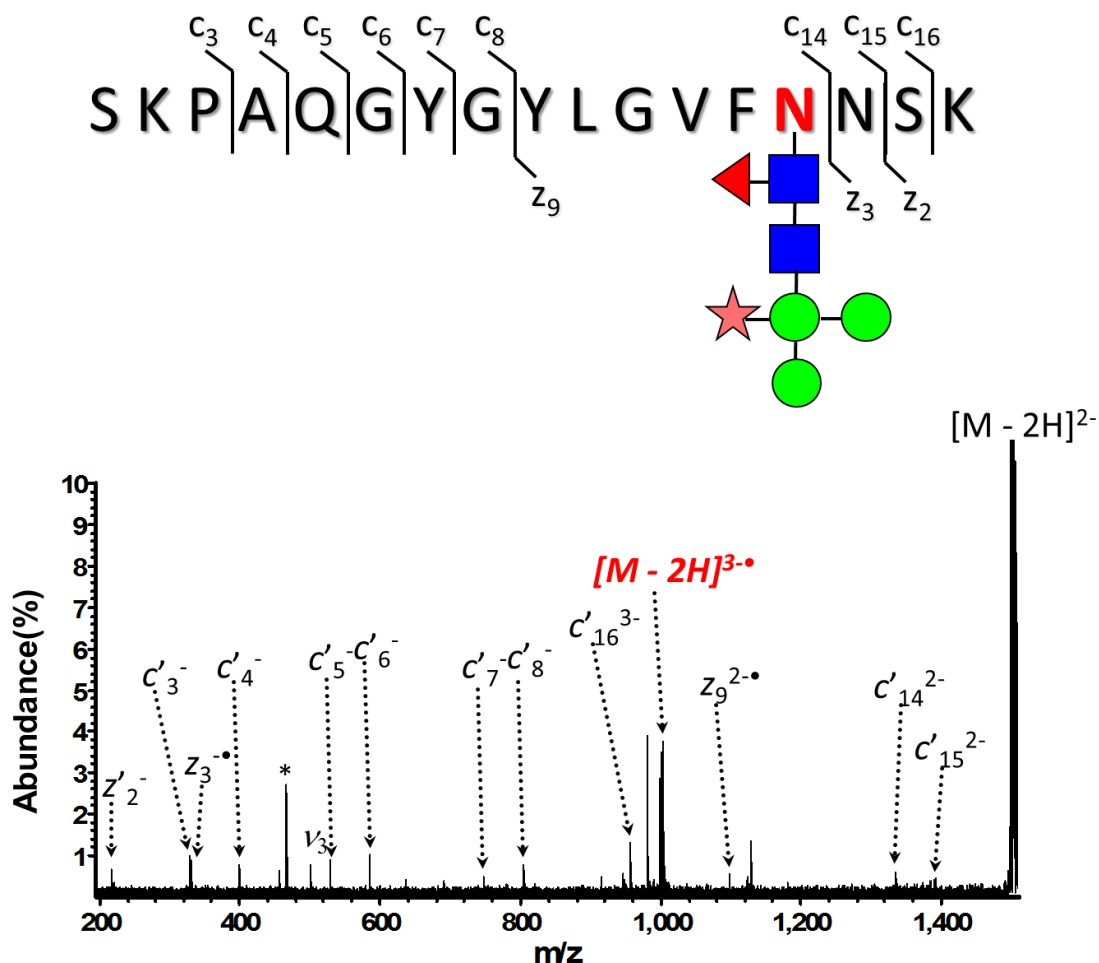 c3 c4 c5 c6 c7 c8 c14 c15 c16
SKPAQGYGYLGVFNNSK
z9 z3 z2
[M - 2H]2-
10
9
8
7
6
5
4
3
2
1
Abundance(%)
[M - 2H]3-•
c′16 3-
c′3 - c′4 - c′5 - c′6 - c′7 - c′8 - z9 2-• c′14 2-
c′15 2-
z′2 - z3 -• * ν3
200 400 600 800 1,000 1,200 1,400
m/z